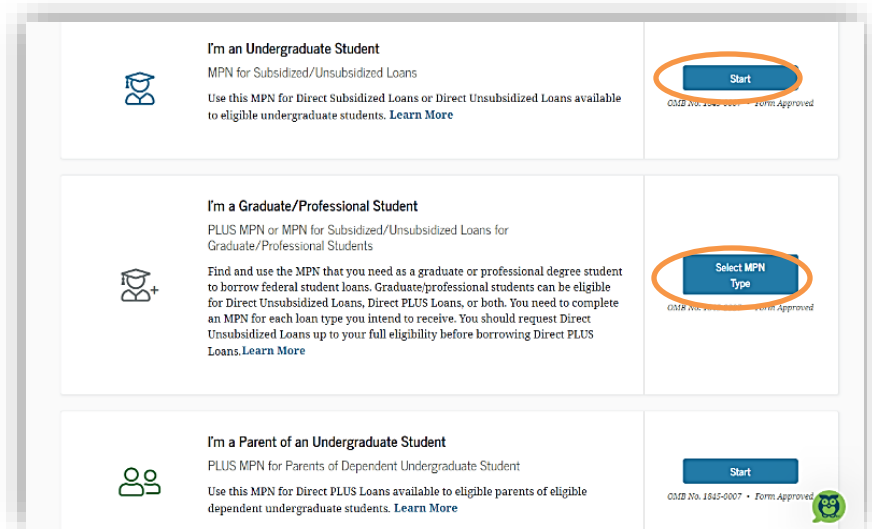 I'm an Undergraduate Student
MPN for Subsidized/Unsubsidized Loans
Use this MPN for Direct Subsidized Loans or Direct Unsubsidized Loans available
to eligible undergraduate students. Learn More
Start
OMB No. 1845-0007 • Form Approved
I'm a Graduate/Professional Student
PLUS MPN or MPN for Subsidized/Unsubsidized Loans for
Graduate/Professional Students
Find and use the MPN that you need as a graduate or professional degree student
to borrow federal student loans. Graduate/professional students can be eligible
for Direct Unsubsidized Loans, Direct PLUS Loans, or both. You need to complete
an MPN for each loan type you intend to receive. You should request Direct
Unsubsidized Loans up to your full eligibility before borrowing Direct PLUS
Loans.Learn More
Select MPN
Type
OMB No. • Form Approved
I'm a Parent of an Undergraduate Student
PLUS MPN for Parents of Dependent Undergraduate Student
Use this MPN for Direct PLUS Loans available to eligible parents of eligible
dependent undergraduate students. Learn More
Start
OMB No. 1845-0007 • Form Approved